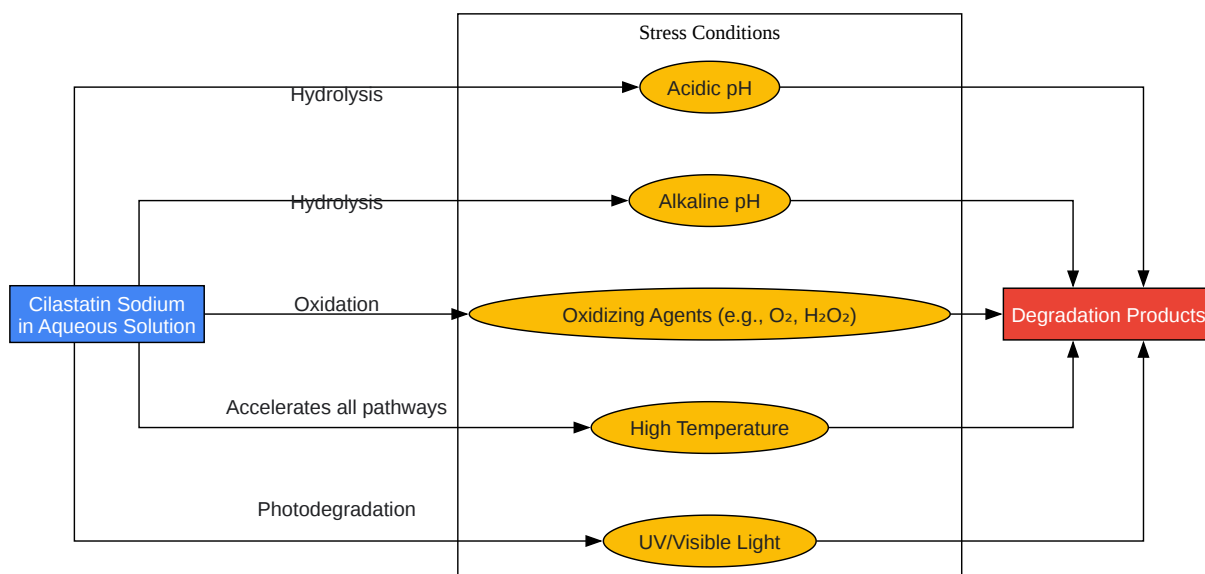 Stress Conditions
Hydrolysis
Acidic pH
Hydrolysis
Alkaline pH
Cilastatin Sodium
in Aqueous Solution
Oxidation
Oxidizing Agents (e.g., O₂, H₂O₂)
Degradation Products
Accelerates all pathways
High Temperature
Photodegradation
UV/Visible Light